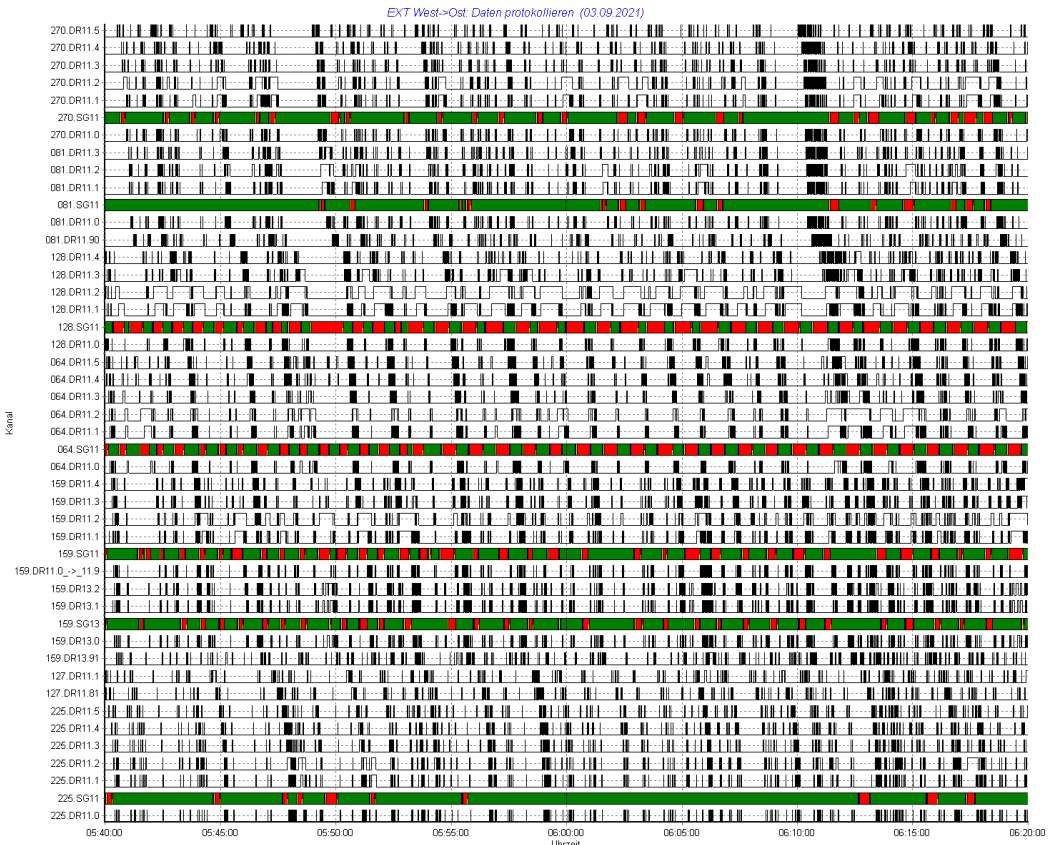 EXT West->Ost: Daten protokollieren (03.09.2021)
270.DR11.5
270.DR11.4
270.DR11.3
270.DR11.2
270.DR11.1
270.SG11
270.DR11.0
081.DR11.3
081.DR11.2
081.DR11.1
081.SG11
081.DR11.0
081.DR11.90
128.DR11.4
128.DR11.3
128.DR11.2
128.DR11.1
128.SG11
128.DR11.0
064.DR11.5
064.DR11.4
064.DR11.3
064.DR11.2
064.DR11.1
064.SG11
064.DR11.0
159.DR11.4
159.DR11.3
159.DR11.2
159.DR11.1
159.SG11
159.DR11.0_->_11.9
159.DR13.2
159.DR13.1
159.SG13
159.DR13.0
159.DR13.91
127.DR11.1
127.DR11.81
225.DR11.5
225.DR11.4
225.DR11.3
225.DR11.2
225.DR11.1
225.SG11
225.DR11.0
Kanal
05:40:00 05:45:00 05:50:00 05:55:00 06:00:00 06:05:00 06:10:00 06:15:00 06:20:00
Uhrzeit